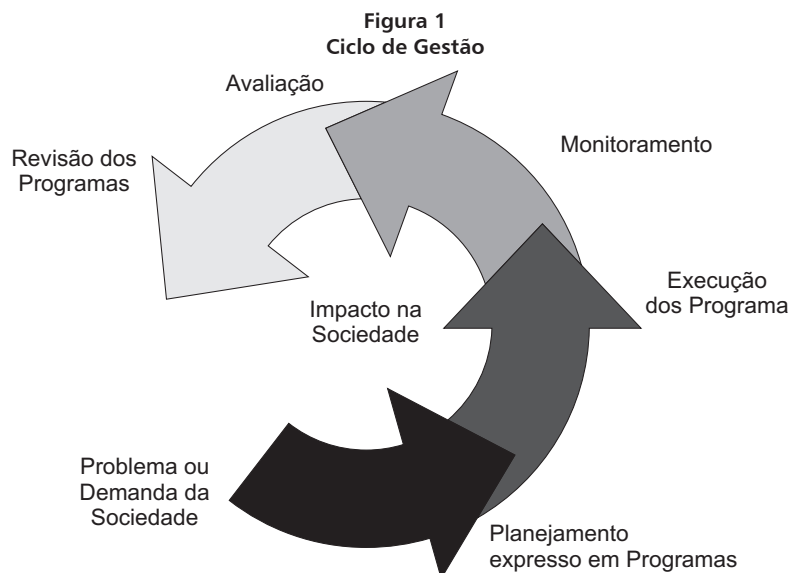 Figura 1
Ciclo de Gestão
Avaliação
Monitoramento
Revisão dos
Programas
Execução
dos Programa
Impacto na
Sociedade
Problema ou
Demanda da
Sociedade
Planejamento
expresso em Programas